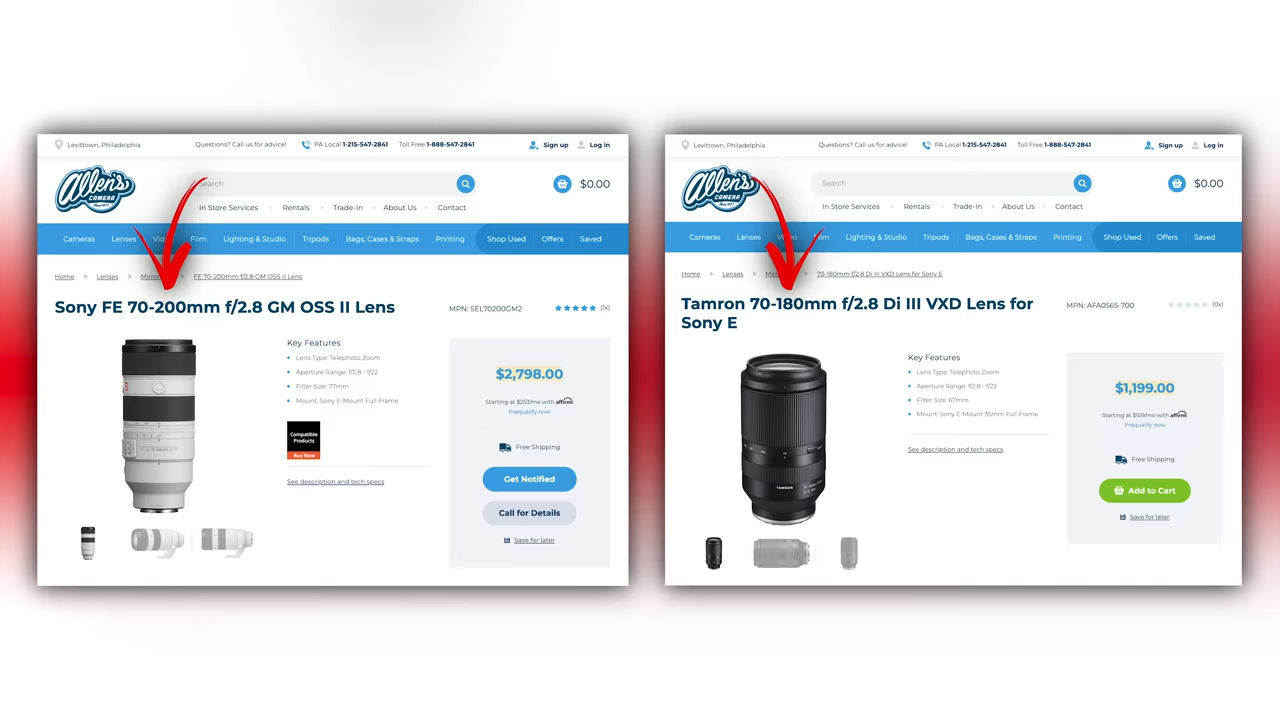 Levittown, Philadelphia
Questions? Call us for advice!
PA Local 1-215-547-2841
Toll Free 1-888-547-2841
Sign up
Log in
Allen's
CAMERA
Search
$0.00
In Store Services
Rentals
Trade-In
About Us
Contact
Cameras
Lenses
Film
Lighting & Studio
Tripods
Bags, Cases & Straps
Printing
Shop Used
Offers
Saved
Home
Lenses
FE 70-200mm f/2.8 GM OSS II Lens
Sony FE 70-200mm f/2.8 GM OSS II Lens
MPN: SEL70200GM2
(1x)
Key Features
Lens Type: Telephoto Zoom
Aperture Range: f/2.8 - f/22
Filter Size: 77mm
Mount: Sony E-Mount Full Frame
Compatible
Products
Buy Now
See description and tech specs
$2,798.00
Starting at $253/mo with affirm
Prequalify now
Free Shipping
Get Notified
Call for Details
Save for later
Levittown, Philadelphia
Questions? Call us for advice!
PA Local 1-215-547-2841
Toll Free 1-888-547-2841
Sign up
Log in
Allen's
CAMERA
Search
$0.00
In Store Services
Rentals
Trade-In
About Us
Contact
Cameras
Lenses
Lighting & Studio
Tripods
Bags, Cases & Straps
Printing
Shop Used
Offers
Saved
Home
Lenses
70-180mm f/2.8 Di III VXD Lens for Sony E
Tamron 70-180mm f/2.8 Di III VXD Lens for
Sony E
MPN: AFA056S-700
(0x)
Key Features
Lens Type: Telephoto Zoom
Aperture Range: f/2.8 - f/22
Filter Size: 67mm
Mount: Sony E-Mount 35mm Full Frame
See description and tech specs
TAMRON
$1,199.00
Starting at $109/mo with affirm
Prequalify now
Free Shipping
Add to Cart
Save for later